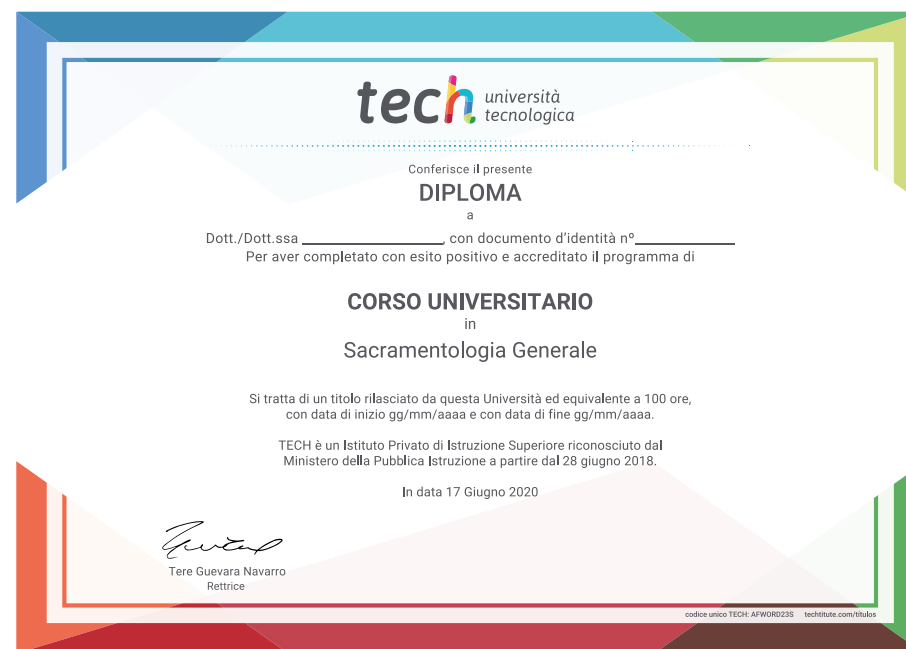 tech università
tecnologica
Conferisce il presente
DIPLOMA
a
Dott./Dott.ssa ____________________, con documento d'identità nº______________
Per aver completato con esito positivo e accreditato il programma di
CORSO UNIVERSITARIO
in
Sacramentologia Generale
Si tratta di un titolo rilasciato da questa Università ed equivalente a 100 ore,
con data di inizio gg/mm/aaaa e con data di fine gg/mm/aaaa.
TECH è un Istituto Privato di Istruzione Superiore riconosciuto dal
Ministero della Pubblica Istruzione a partire dal 28 giugno 2018.
In data 17 Giugno 2020
Tere Guevara Navarro
Rettrice
codice unico TECH: AFWORD23S techtitute.com/titulos